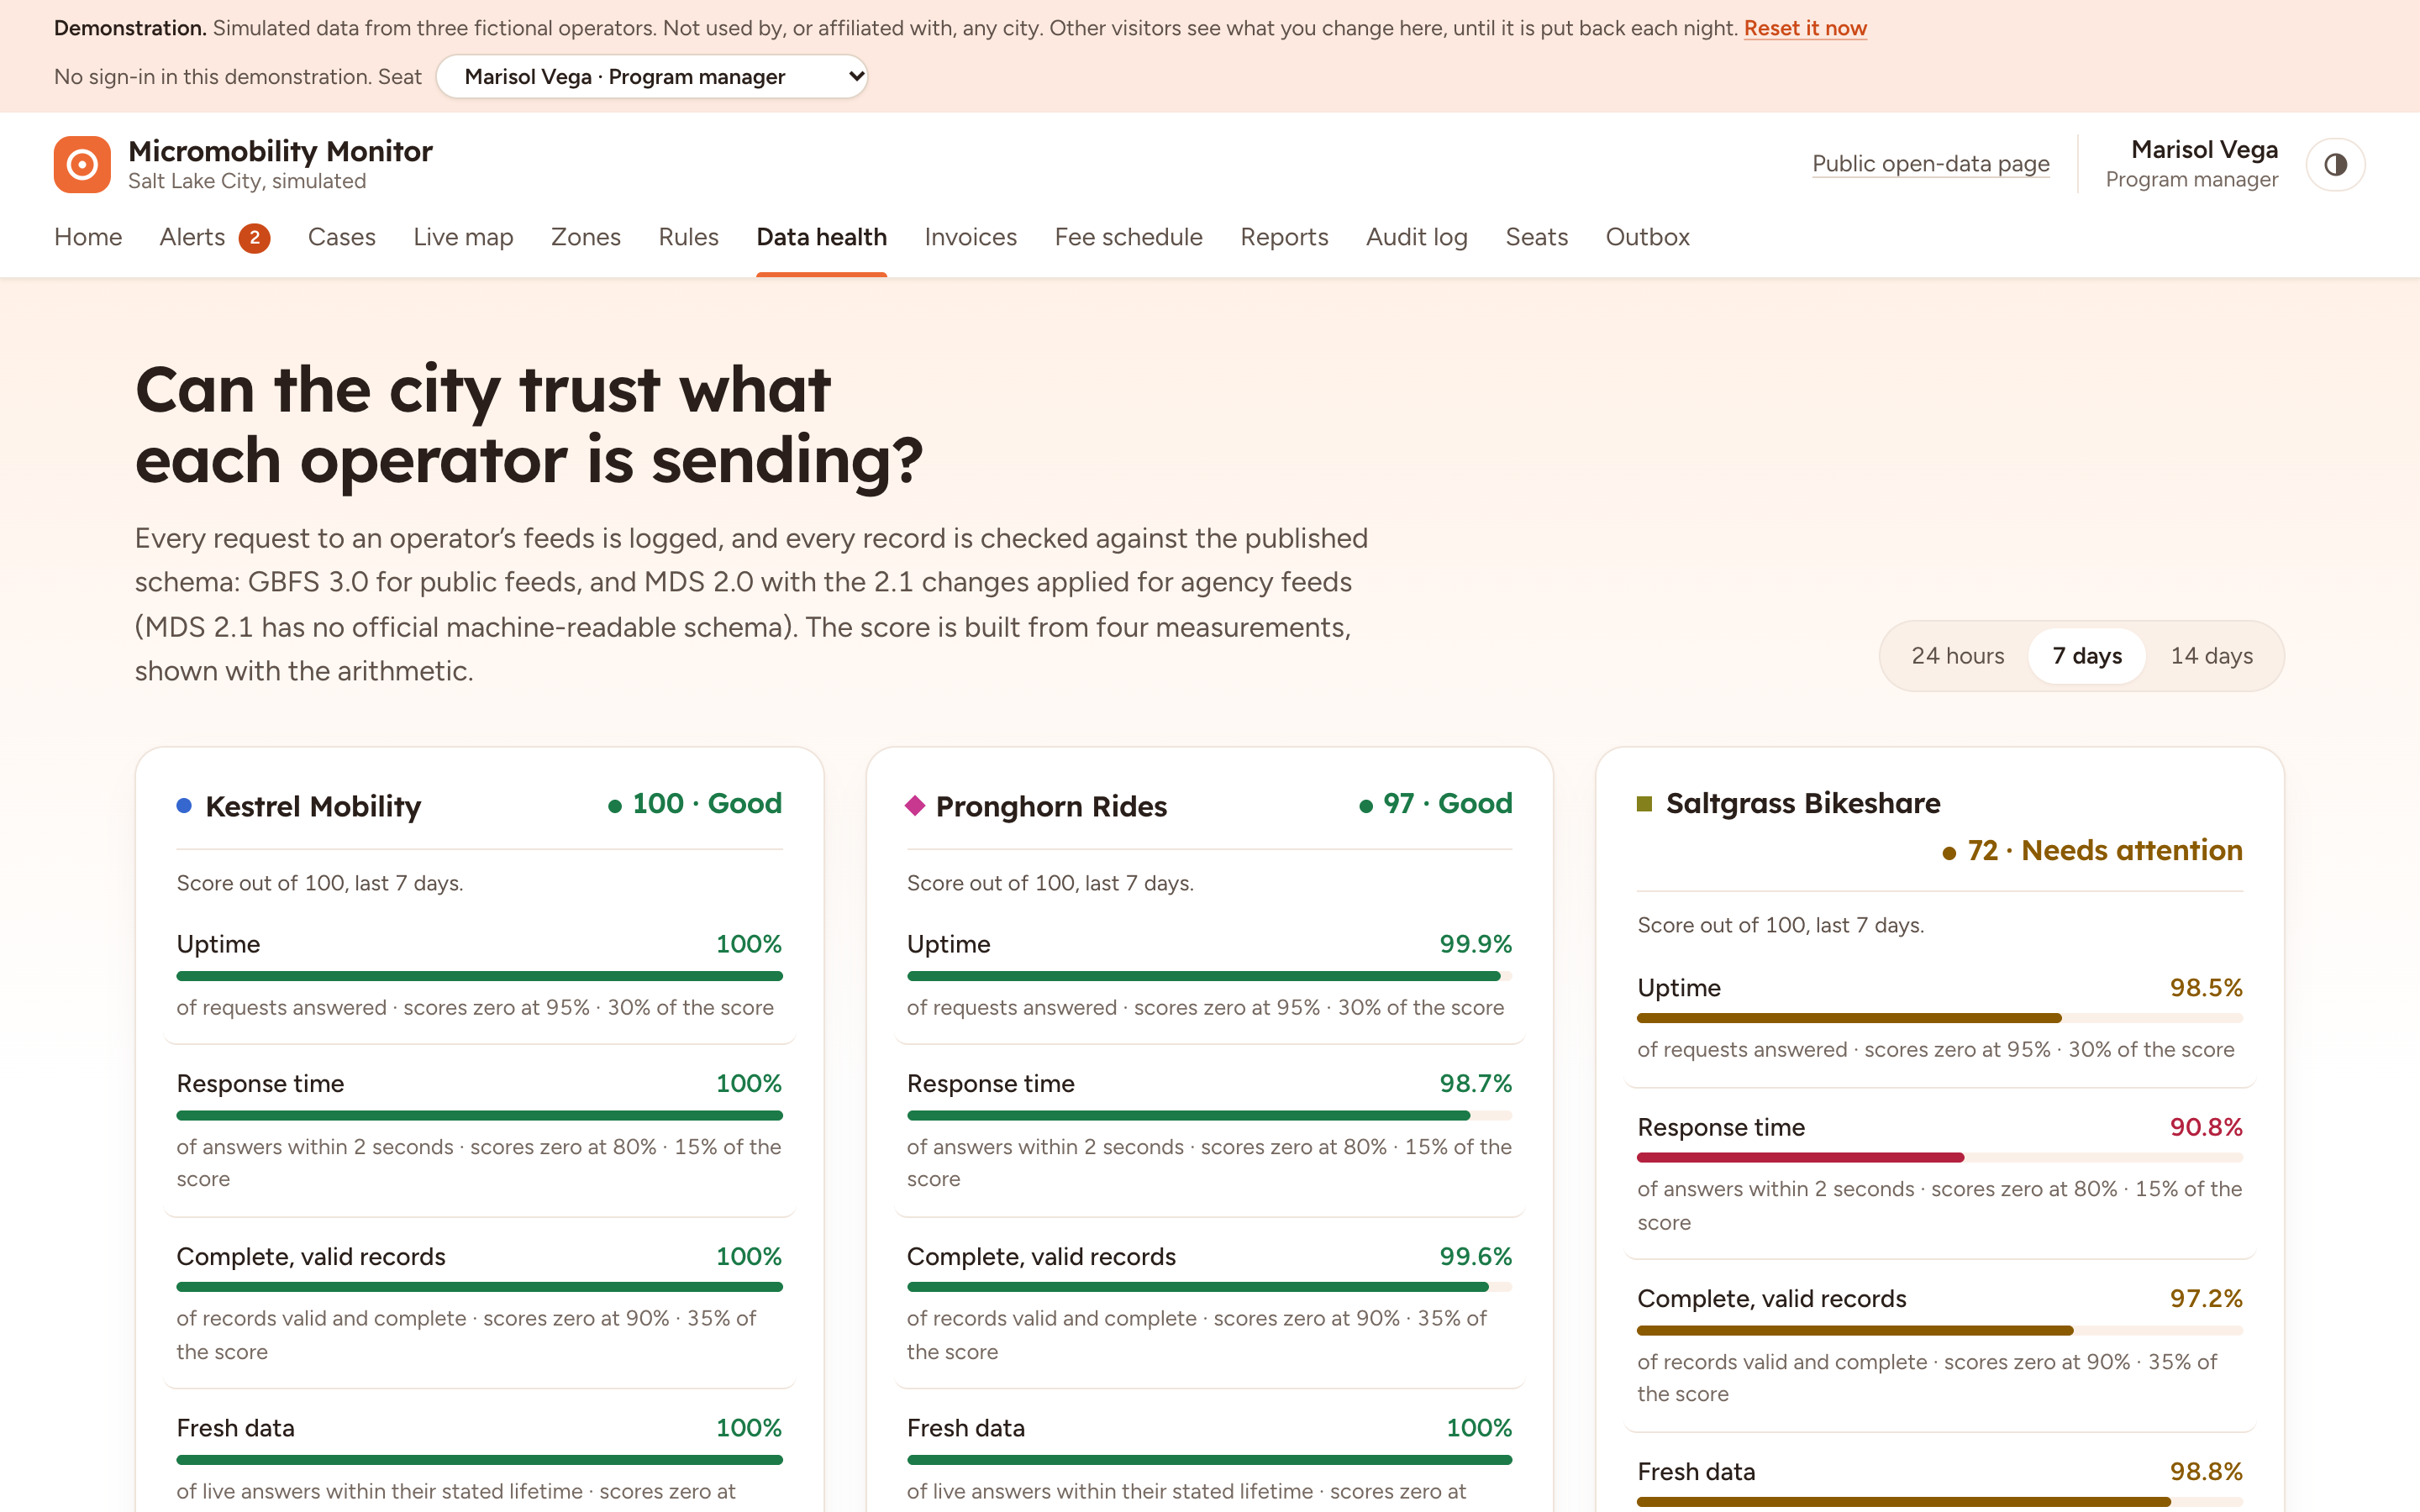 Demonstration. Simulated data from three fictional operators. Not used by, or affiliated with, any city. Other visitors see what you change here, until it is put back each night. Reset it now
No sign-in in this demonstration. Seat Marisol Vega · Program manager
Micromobility Monitor
Salt Lake City, simulated
Public open-data page
Marisol Vega
Program manager
Home Alerts 2 Cases Live map Zones Rules Data health Invoices Fee schedule Reports Audit log Seats Outbox
Can the city trust what
each operator is sending?
Every request to an operator’s feeds is logged, and every record is checked against the published
schema: GBFS 3.0 for public feeds, and MDS 2.0 with the 2.1 changes applied for agency feeds
(MDS 2.1 has no official machine-readable schema). The score is built from four measurements,
shown with the arithmetic.
24 hours 7 days 14 days
Kestrel Mobility 100 · Good
Score out of 100, last 7 days.
Uptime 100%
of requests answered · scores zero at 95% · 30% of the score
Response time 100%
of answers within 2 seconds · scores zero at 80% · 15% of the
score
Complete, valid records 100%
of records valid and complete · scores zero at 90% · 35% of
the score
Fresh data 100%
of live answers within their stated lifetime · scores zero at
Pronghorn Rides 97 · Good
Score out of 100, last 7 days.
Uptime 99.9%
of requests answered · scores zero at 95% · 30% of the score
Response time 98.7%
of answers within 2 seconds · scores zero at 80% · 15% of the
score
Complete, valid records 99.6%
of records valid and complete · scores zero at 90% · 35% of
the score
Fresh data 100%
of live answers within their stated lifetime · scores zero at
Saltgrass Bikeshare
72 · Needs attention
Score out of 100, last 7 days.
Uptime 98.5%
of requests answered · scores zero at 95% · 30% of the score
Response time 90.8%
of answers within 2 seconds · scores zero at 80% · 15% of the
score
Complete, valid records 97.2%
of records valid and complete · scores zero at 90% · 35% of
the score
Fresh data 98.8%